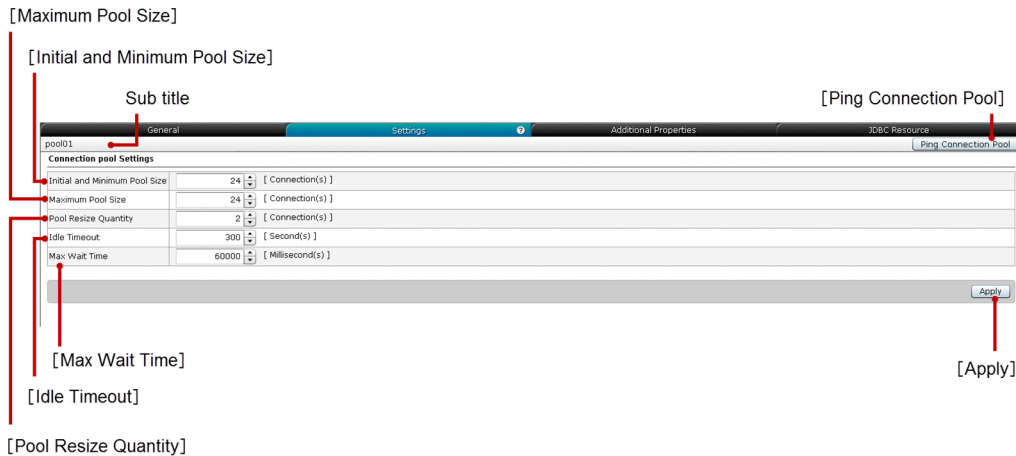 [Maximum Pool Size]
[Initial and Minimum Pool Size]
Sub title
[Ping Connection Pool]
General
Settings
?
Additional Properties
JDBC Resource
pool01
Ping Connection Pool
Connection pool Settings
Initial and Minimum Pool Size 24 [ Connection(s) ]
Maximum Pool Size 24 [ Connection(s) ]
Pool Resize Quantity 2 [ Connection(s) ]
Idle Timeout 300 [ Second(s) ]
Max Wait Time 60000 [ Millisecond(s) ]
Apply
[Max Wait Time]
[Apply]
[Idle Timeout]
[Pool Resize Quantity]